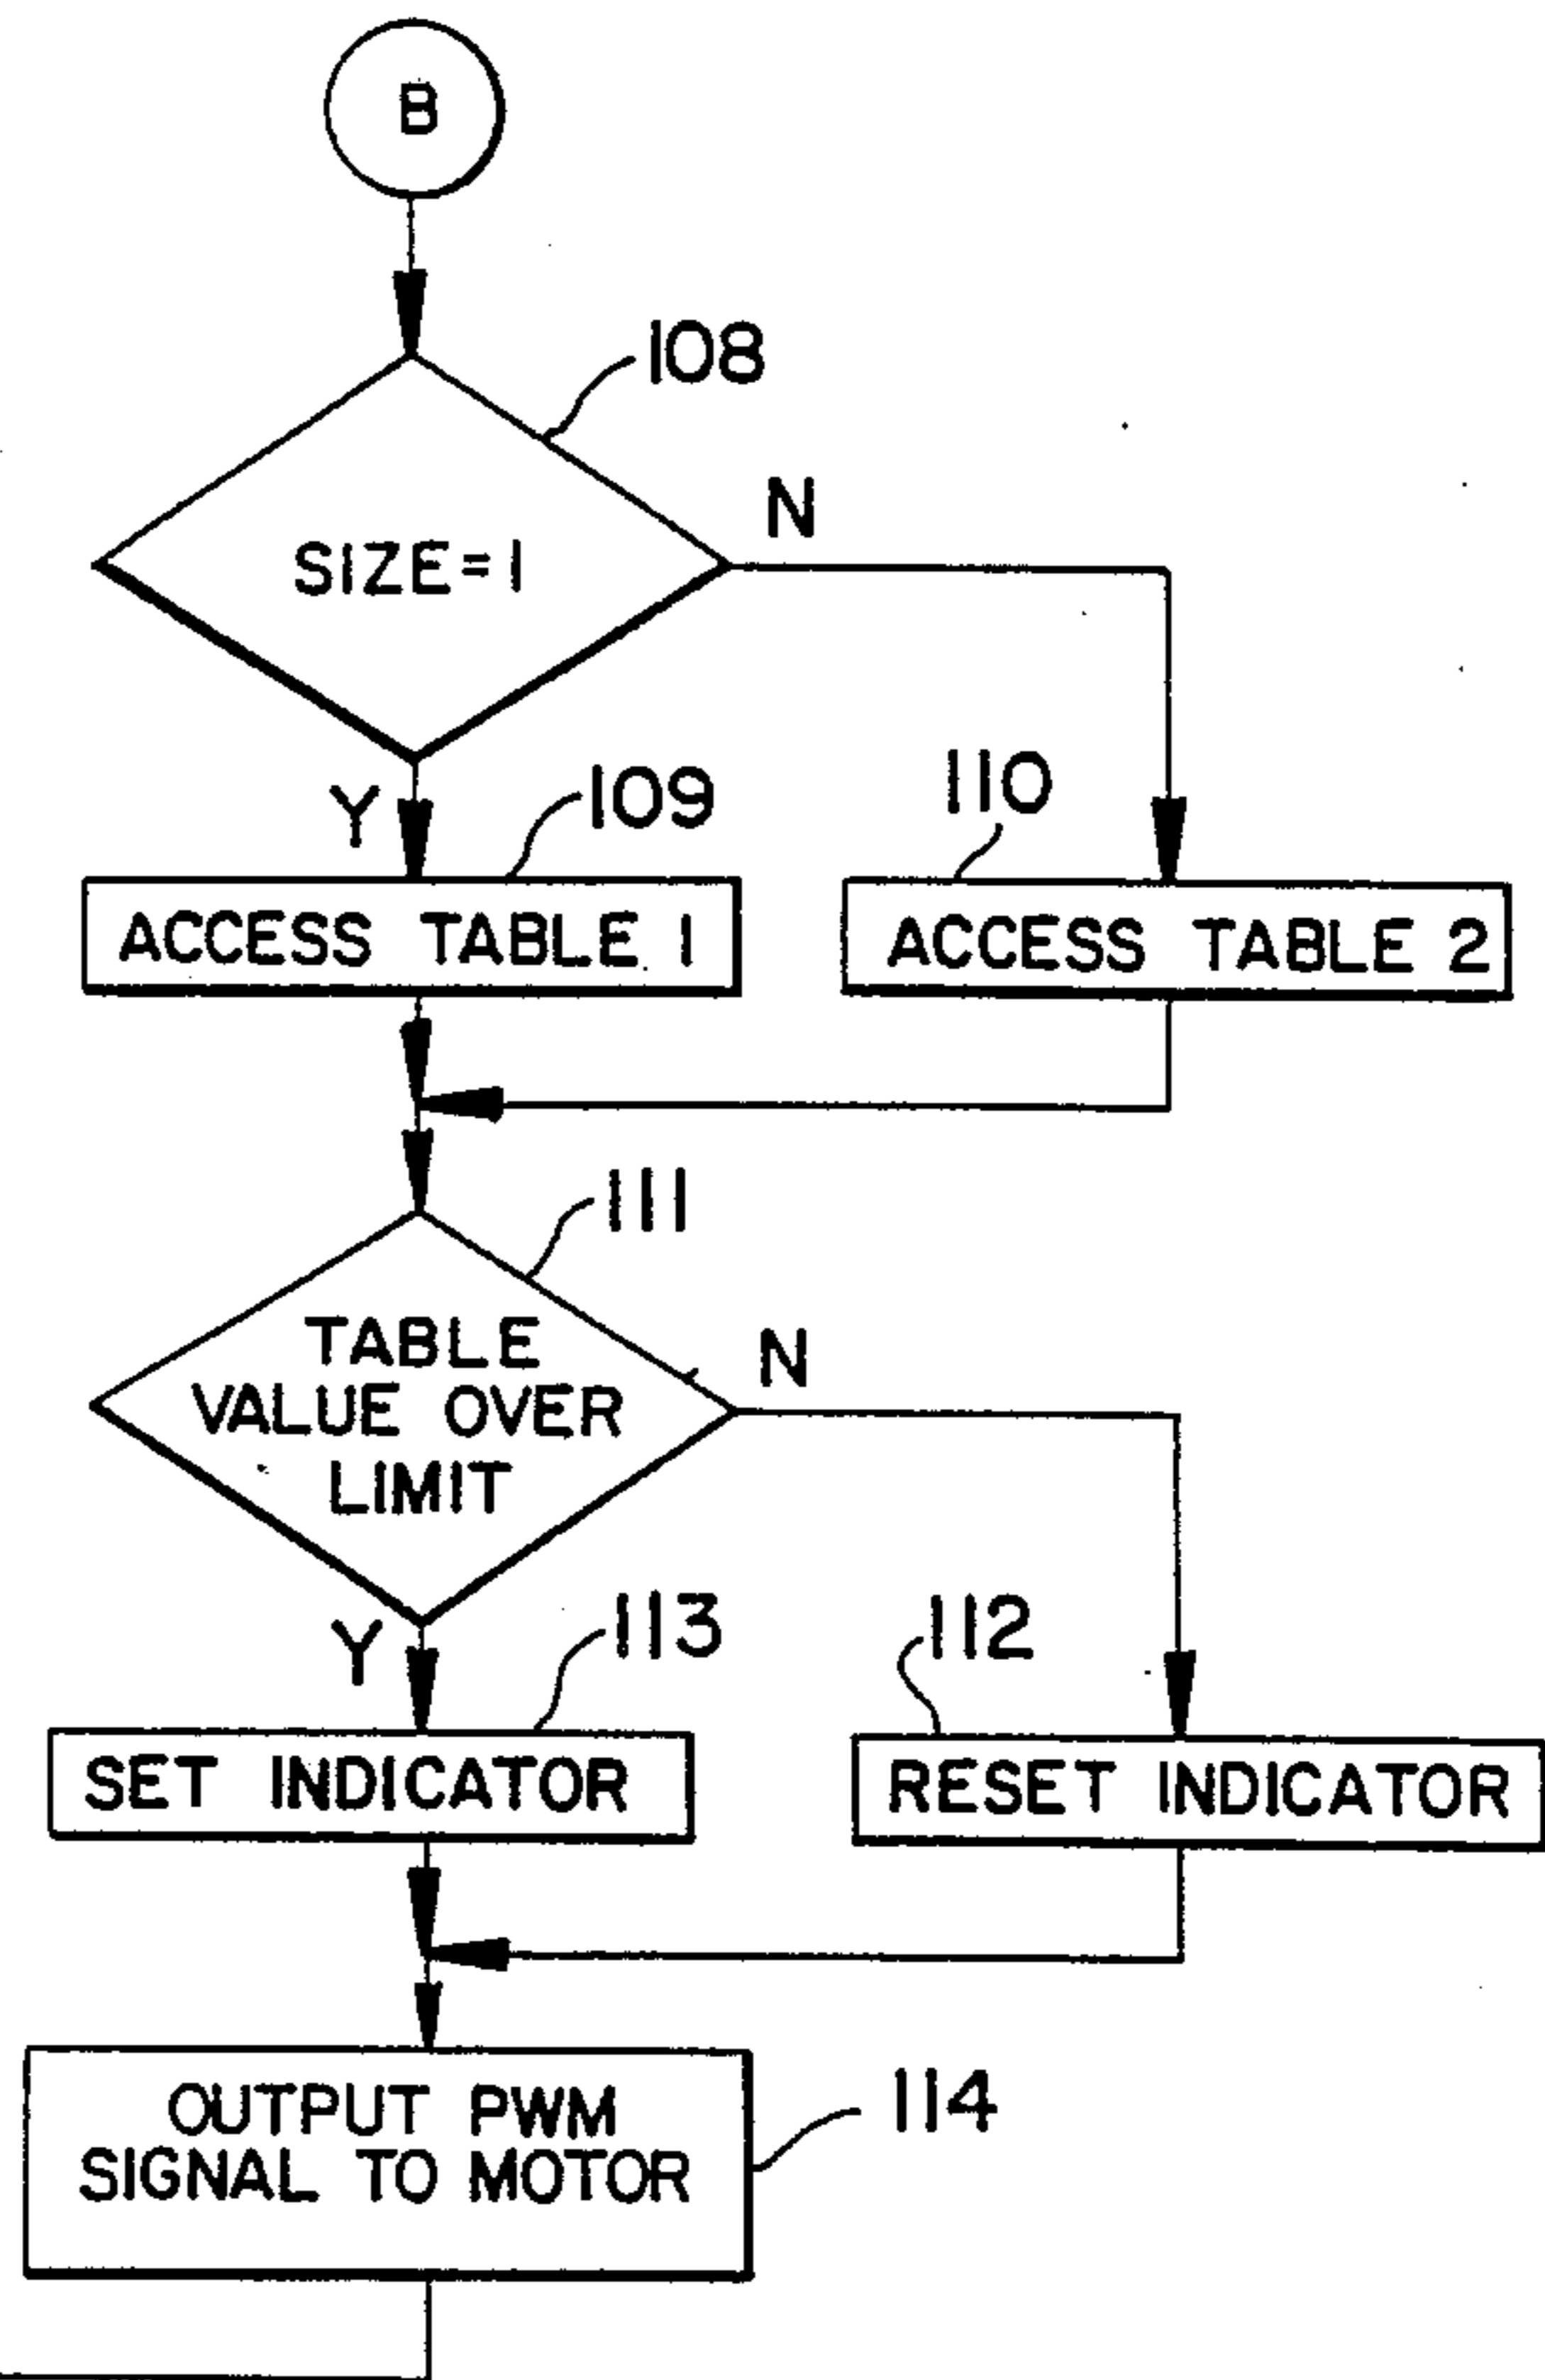 B
108
SIZE=1
N
Y
109
110
ACCESS TABLE 1
ACCESS TABLE 2
111
TABLE
VALUE OVER
LIMIT
N
Y
113
112
SET INDICATOR
RESET INDICATOR
OUTPUT PWM
SIGNAL TO MOTOR
114